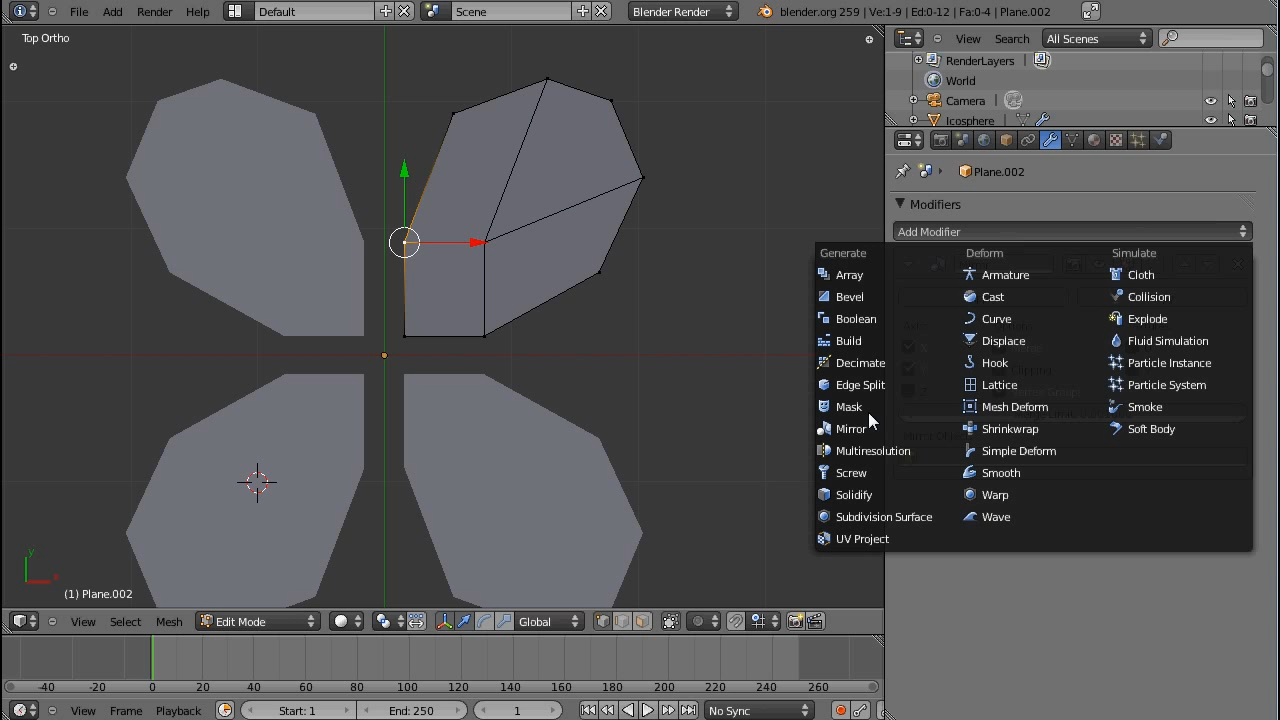 File Add Render Help Default Scene Blender Render blender.org 259 | Ve:1-9 | Ed:0-12 | Fa:0-4 | Plane.002
Top Ortho
View Search All Scenes
RenderLayers
World
Camera
Icosphere
Plane.002
Modifiers
Add Modifier
Generate Deform Simulate
Array Armature Cloth
Bevel Cast Collision
Boolean Curve Explode
Build Displace Fluid Simulation
Decimate Hook Particle Instance
Edge Split Lattice Particle System
Mask Mesh Deform Smoke
Mirror Shrinkwrap Soft Body
Multiresolution Simple Deform
Screw Smooth
Solidify Warp
Subdivision Surface Wave
UV Project
y
x
(1) Plane.002
View Select Mesh Edit Mode Global
-40 -20 0 20 40 60 80 100 120 140 160 180 200 220 240 260
View Frame Playback Start: 1 End: 250 1 No Sync